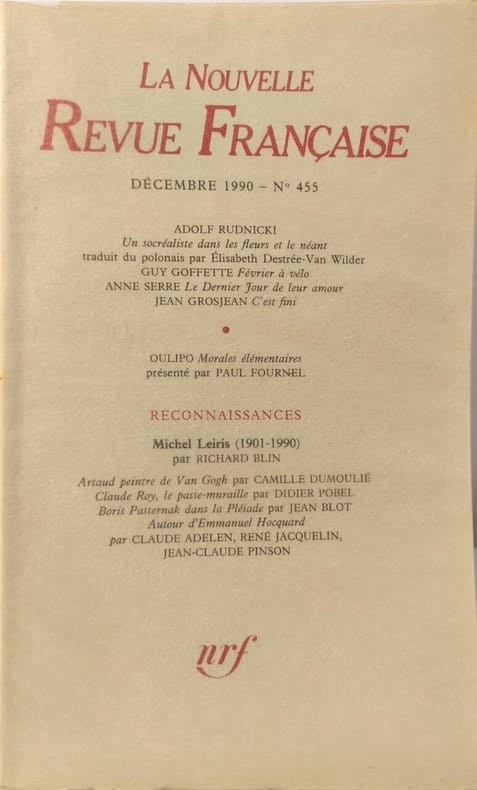 LA NOUVELLE
REVUE FRANÇAISE
DÉCEMBRE 1990 – Nº 455
ADOLF RUDNICKI
Un socréaliste dans les fleurs et le néant
traduit du polonais par Élisabeth Destrée-Van Wilder
GUY GOFFETTE Février à vélo
ANNE SERRE Le Dernier Jour de leur amour
JEAN GROSJEAN C'est fini
•
OULIPO Morales élémentaires
présenté par PAUL FOURNEL
RECONNAISSANCES
Michel Leiris (1901-1990)
par RICHARD BLIN
Artaud peintre de Van Gogh par CAMILLE DUMOULIÉ
Claude Roy, le passe-muraille par DIDIER POBEL
Boris Pasternak dans la Pléiade par JEAN BLOT
Autour d'Emmanuel Hocquard
par CLAUDE ADELEN, RENÉ JACQUELIN,
JEAN-CLAUDE PINSON
nrf